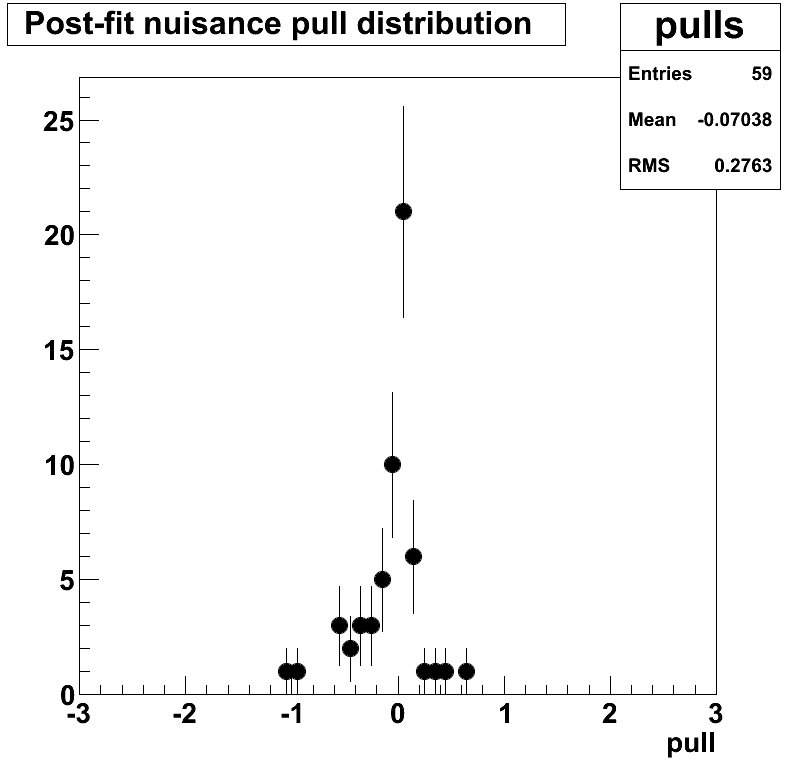 Post-fit nuisance pull distribution
pulls
Entries 59
Mean -0.07038
RMS 0.2763
25
20
15
10
5
0
-3 -2 -1 0 1 2 3
pull